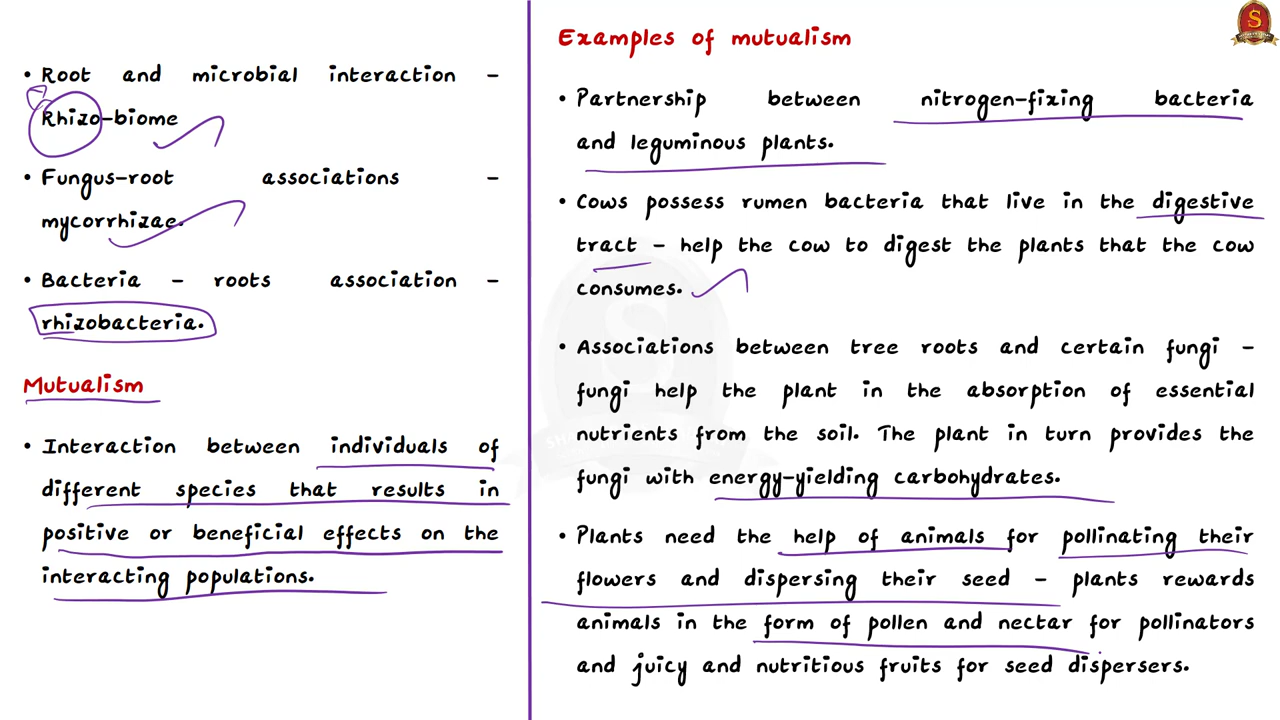 • Root and microbial interaction –
Rhizo-biome
• Fungus-root associations –
mycorrhizae.
• Bacteria – roots association –
rhizobacteria.
Mutualism
• Interaction between individuals of
different species that results in
positive or beneficial effects on the
interacting populations.
Examples of mutualism
• Partnership between nitrogen-fixing bacteria
and leguminous plants.
• Cows possess rumen bacteria that live in the digestive
tract – help the cow to digest the plants that the cow
consumes.
• Associations between tree roots and certain fungi –
fungi help the plant in the absorption of essential
nutrients from the soil. The plant in turn provides the
fungi with energy-yielding carbohydrates.
• Plants need the help of animals for pollinating their
flowers and dispersing their seed – plants rewards
animals in the form of pollen and nectar for pollinators
and juicy and nutritious fruits for seed dispersers.
S